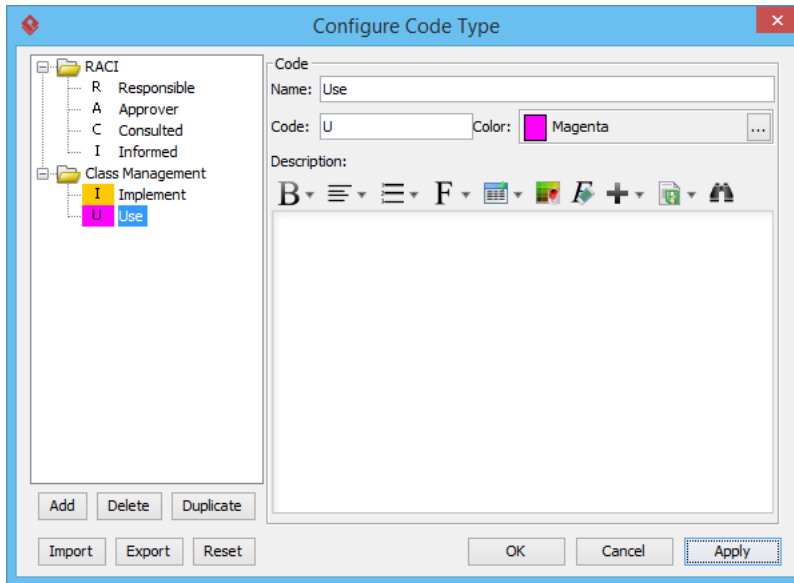 Configure Code Type
RACI
R Responsible
A Approver
C Consulted
I Informed
Class Management
I Implement
U Use
Add Delete Duplicate
Import Export Reset
Code
Name: Use
Code: U Color: Magenta ...
Description:
B F F
OK Cancel Apply